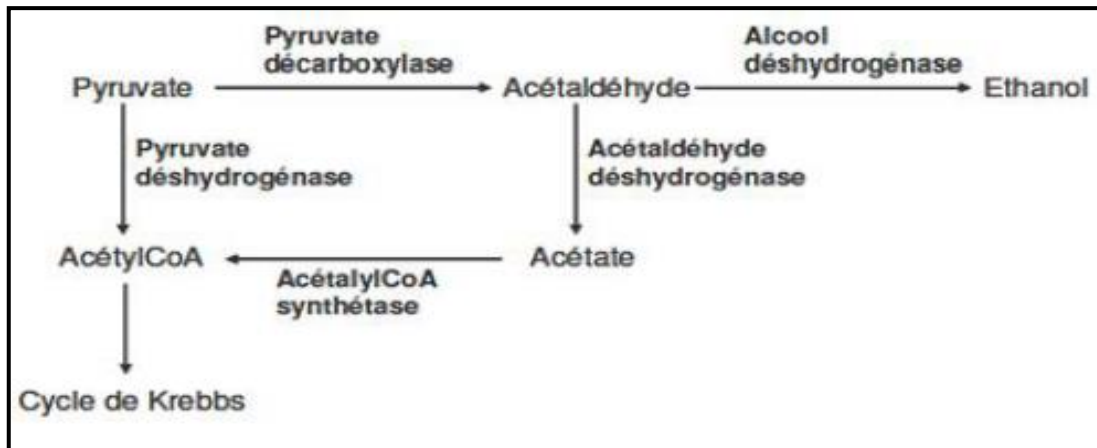 Pyruvate
décarboxylase
Alcool
déshydrogénase
Pyruvate
Acétaldéhyde
Ethanol
Pyruvate
déshydrogénase
Acétaldéhyde
déshydrogénase
AcétylCoA
Acétate
AcétalylCoA
synthétase
Cycle de Krebbs